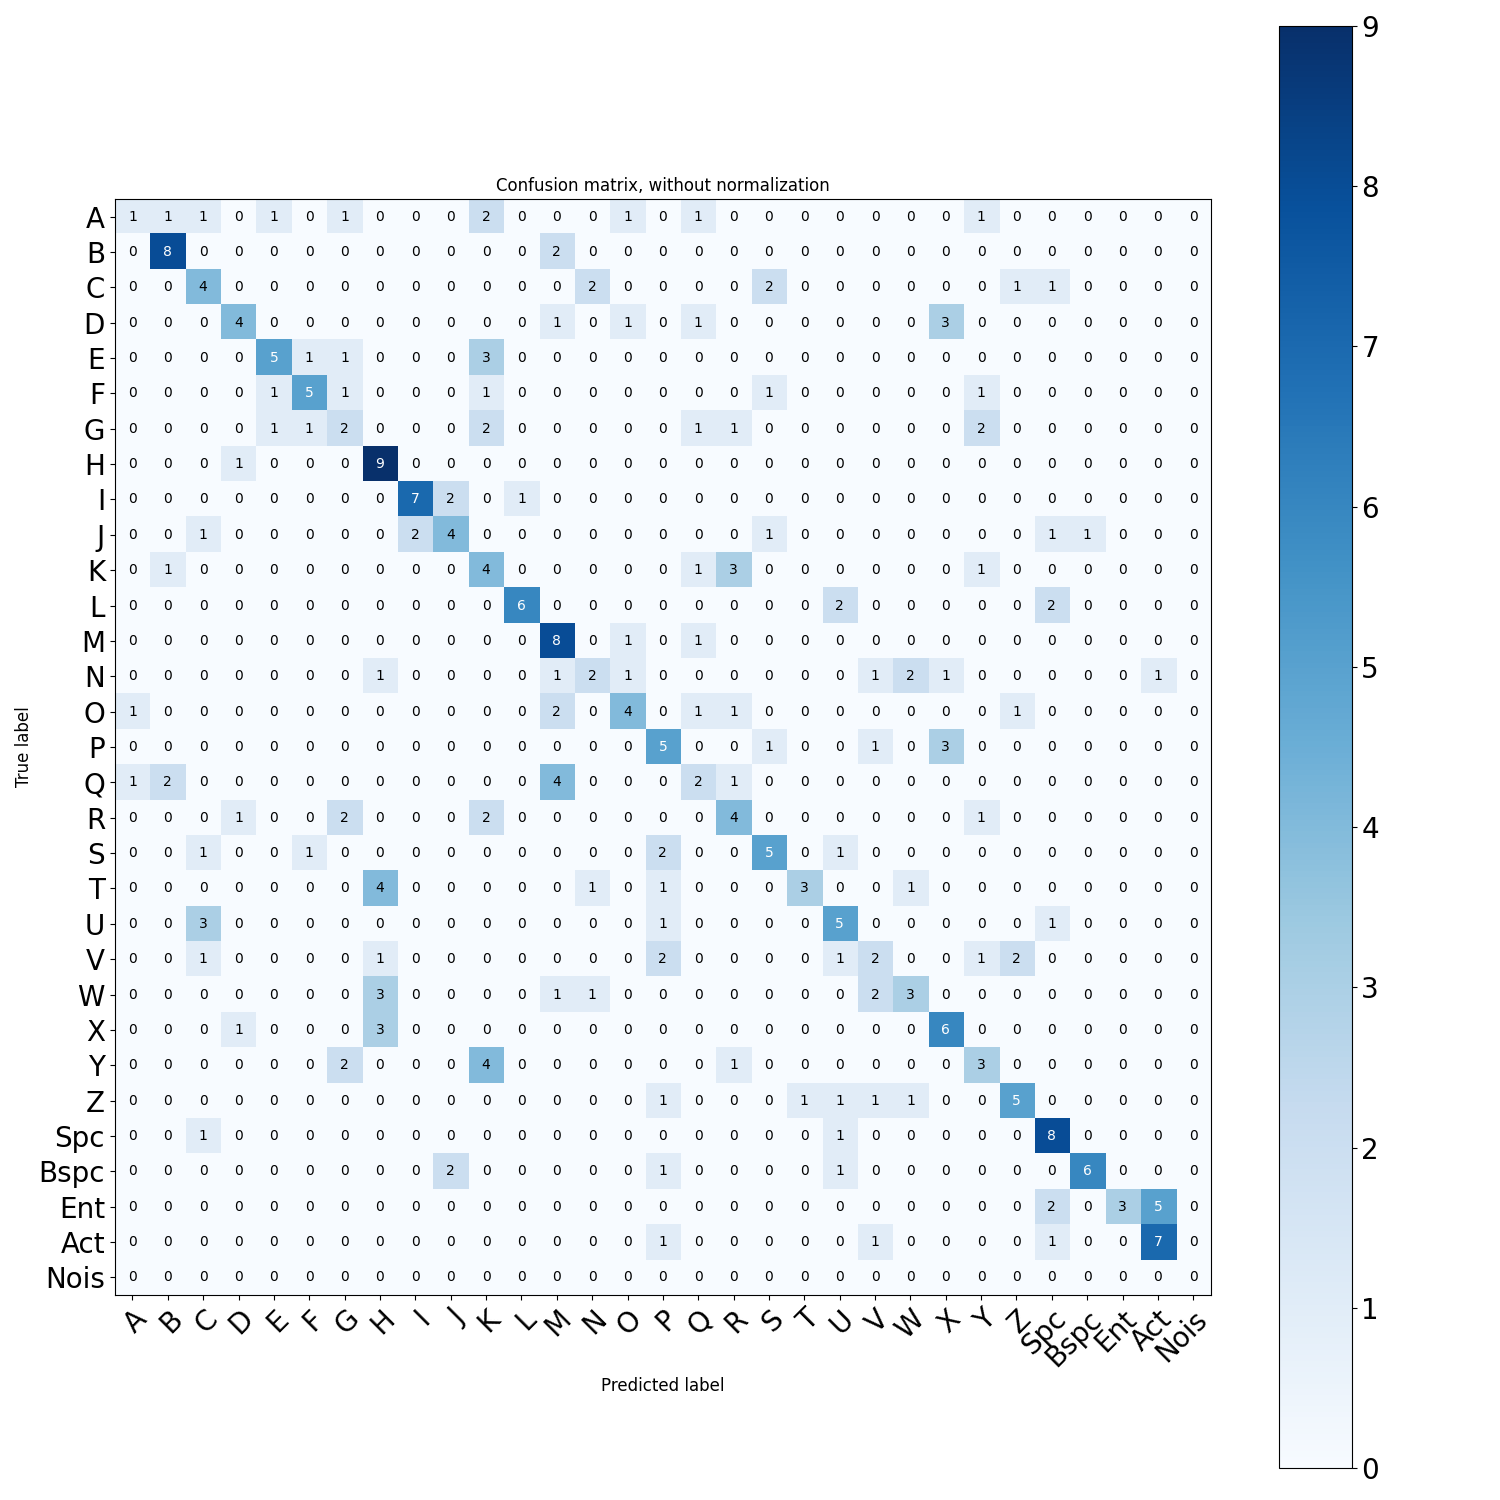 Confusion matrix, without normalization
A 1 1 1 0 1 0 1 0 0 0 2 0 0 0 1 0 1 0 0 0 0 0 0 0 1 0 0 0 0 0 0
B 0 8 0 0 0 0 0 0 0 0 0 0 2 0 0 0 0 0 0 0 0 0 0 0 0 0 0 0 0 0 0
C 0 0 4 0 0 0 0 0 0 0 0 0 0 2 0 0 0 0 2 0 0 0 0 0 0 1 1 0 0 0 0
D 0 0 0 4 0 0 0 0 0 0 0 0 1 0 1 0 1 0 0 0 0 0 0 3 0 0 0 0 0 0 0
E 0 0 0 0 5 1 1 0 0 0 3 0 0 0 0 0 0 0 0 0 0 0 0 0 0 0 0 0 0 0 0
F 0 0 0 0 1 5 1 0 0 0 1 0 0 0 0 0 0 0 1 0 0 0 0 0 1 0 0 0 0 0 0
G 0 0 0 0 1 1 2 0 0 0 2 0 0 0 0 0 1 1 0 0 0 0 0 0 2 0 0 0 0 0 0
H 0 0 0 1 0 0 0 9 0 0 0 0 0 0 0 0 0 0 0 0 0 0 0 0 0 0 0 0 0 0 0
I 0 0 0 0 0 0 0 0 7 2 0 1 0 0 0 0 0 0 0 0 0 0 0 0 0 0 0 0 0 0 0
J 0 0 1 0 0 0 0 0 2 4 0 0 0 0 0 0 0 0 1 0 0 0 0 0 0 0 1 1 0 0 0
K 0 1 0 0 0 0 0 0 0 0 4 0 0 0 0 0 1 3 0 0 0 0 0 0 1 0 0 0 0 0 0
L 0 0 0 0 0 0 0 0 0 0 0 6 0 0 0 0 0 0 0 0 2 0 0 0 0 0 2 0 0 0 0
M 0 0 0 0 0 0 0 0 0 0 0 0 8 0 1 0 1 0 0 0 0 0 0 0 0 0 0 0 0 0 0
N 0 0 0 0 0 0 0 1 0 0 0 0 1 2 1 0 0 0 0 0 0 1 2 1 0 0 0 0 0 1 0
O 1 0 0 0 0 0 0 0 0 0 0 0 2 0 4 0 1 1 0 0 0 0 0 0 0 1 0 0 0 0 0
P 0 0 0 0 0 0 0 0 0 0 0 0 0 0 0 5 0 0 1 0 0 1 0 3 0 0 0 0 0 0 0
Q 1 2 0 0 0 0 0 0 0 0 0 0 4 0 0 0 2 1 0 0 0 0 0 0 0 0 0 0 0 0 0
R 0 0 0 1 0 0 2 0 0 0 2 0 0 0 0 0 0 4 0 0 0 0 0 0 1 0 0 0 0 0 0
S 0 0 1 0 0 1 0 0 0 0 0 0 0 0 0 2 0 0 5 0 1 0 0 0 0 0 0 0 0 0 0
T 0 0 0 0 0 0 0 4 0 0 0 0 0 1 0 1 0 0 0 3 0 0 1 0 0 0 0 0 0 0 0
U 0 0 3 0 0 0 0 0 0 0 0 0 0 0 0 1 0 0 0 0 5 0 0 0 0 0 1 0 0 0 0
V 0 0 1 0 0 0 0 1 0 0 0 0 0 0 0 2 0 0 0 0 1 2 0 0 1 2 0 0 0 0 0
W 0 0 0 0 0 0 0 3 0 0 0 0 1 1 0 0 0 0 0 0 0 2 3 0 0 0 0 0 0 0 0
X 0 0 0 1 0 0 0 3 0 0 0 0 0 0 0 0 0 0 0 0 0 0 0 6 0 0 0 0 0 0 0
Y 0 0 0 0 0 0 2 0 0 0 4 0 0 0 0 0 0 1 0 0 0 0 0 0 3 0 0 0 0 0 0
Z 0 0 0 0 0 0 0 0 0 0 0 0 0 0 0 1 0 0 0 1 1 1 1 0 0 5 0 0 0 0 0
Spc 0 0 1 0 0 0 0 0 0 0 0 0 0 0 0 0 0 0 0 0 1 0 0 0 0 0 8 0 0 0 0
Bspc 0 0 0 0 0 0 0 0 0 2 0 0 0 0 0 1 0 0 0 0 1 0 0 0 0 0 0 6 0 0 0
Ent 0 0 0 0 0 0 0 0 0 0 0 0 0 0 0 0 0 0 0 0 0 0 0 0 0 0 2 0 3 5 0
Act 0 0 0 0 0 0 0 0 0 0 0 0 0 0 0 1 0 0 0 0 0 1 0 0 0 0 1 0 0 7 0
Nois 0 0 0 0 0 0 0 0 0 0 0 0 0 0 0 0 0 0 0 0 0 0 0 0 0 0 0 0 0 0 0
A B C D E F G H I J K L M N O P Q R S T U V W X Y Z Spc Bspc Ent Act Nois
Predicted label
True label
9
8
7
6
5
4
3
2
1
0